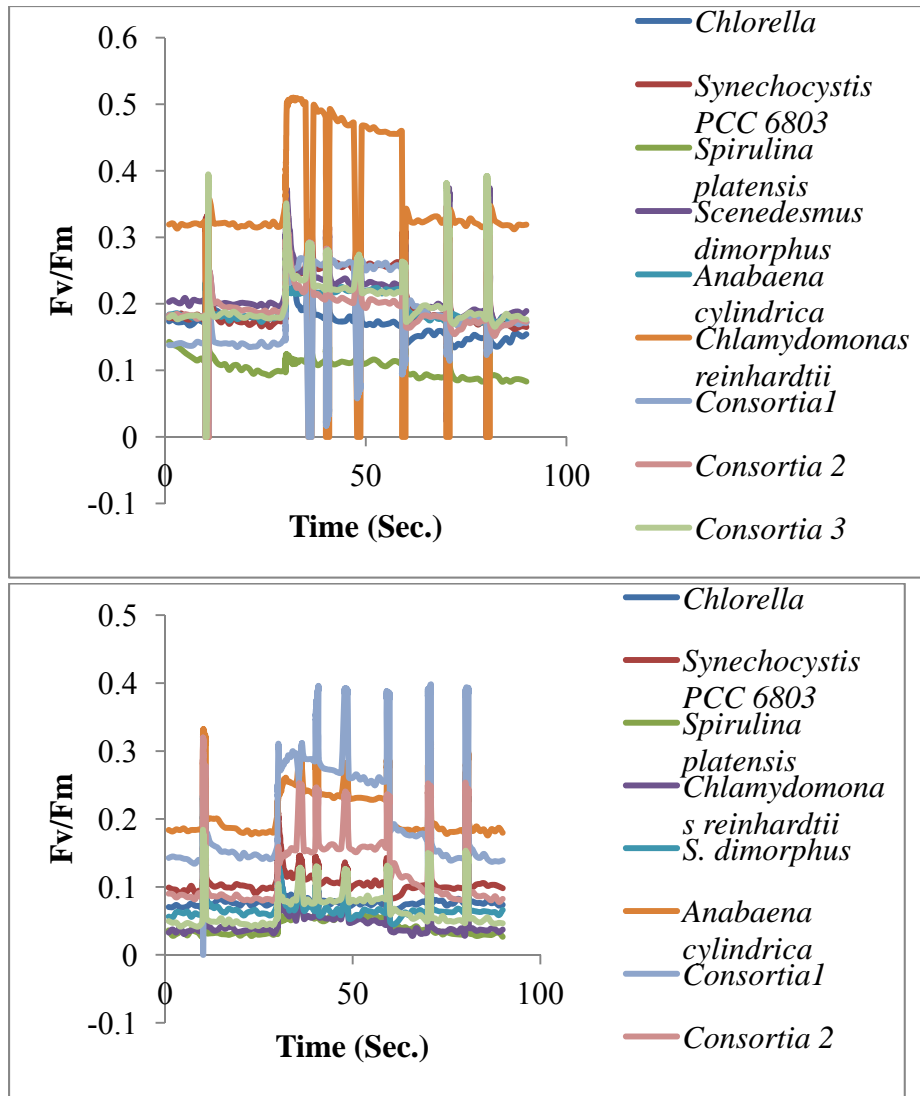 0.6
0.5
0.4
0.3
0.2
0.1
0
-0.1
Fv/Fm
0
50
100
Time (Sec.)
Chlorella
Synechocystis
PCC 6803
Spirulina
platensis
Scenedesmus
dimorphus
Anabaena
cylindrica
Chlamydomonas
reinhardtii
Consortia1
Consortia 2
Consortia 3
0.5
0.4
0.3
0.2
0.1
0
-0.1
Fv/Fm
0
50
100
Time (Sec.)
Chlorella
Synechocystis
PCC 6803
Spirulina
platensis
Chlamydomona
s reinhardtii
S. dimorphus
Anabaena
cylindrica
Consortia1
Consortia 2